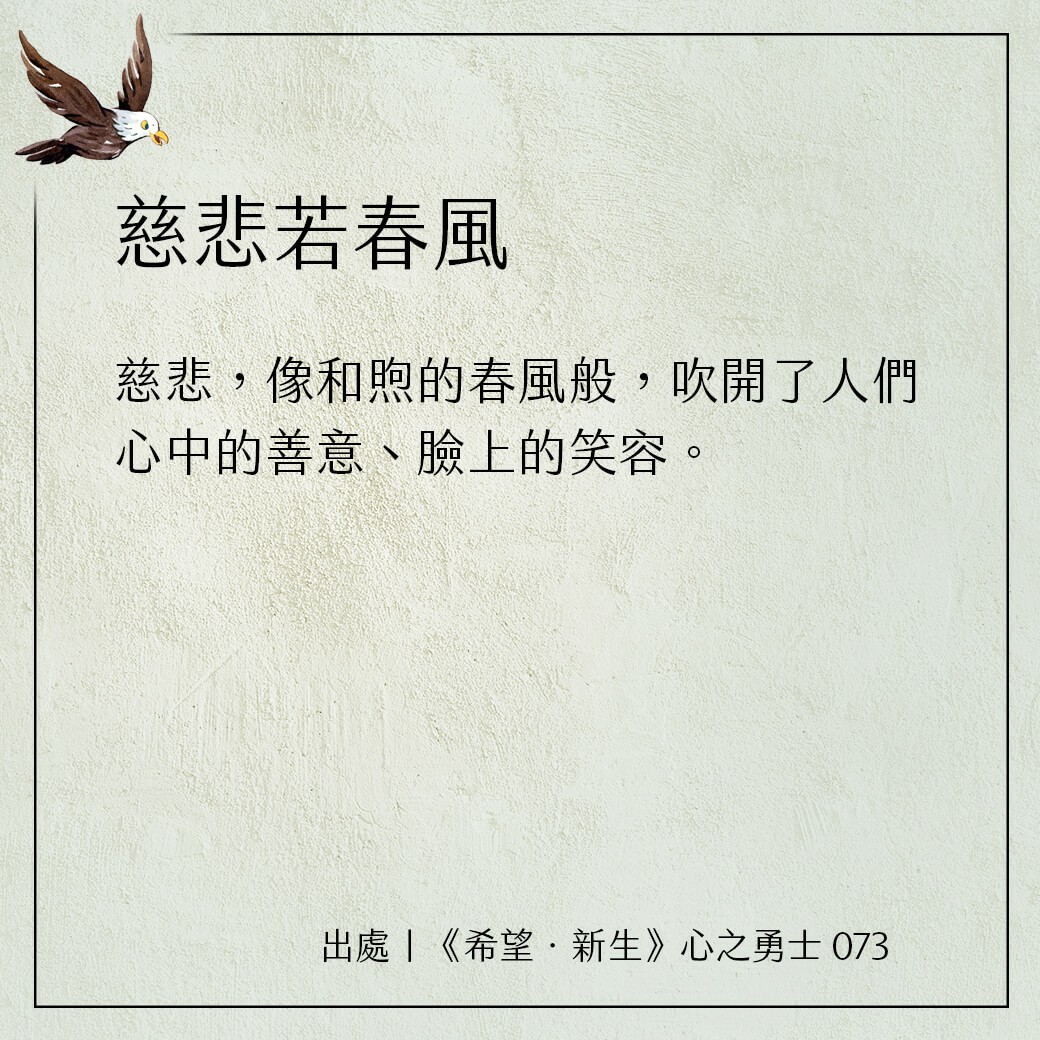 慈悲若春風
慈悲，像和煦的春風般，吹開了人們
心中的善意、臉上的笑容。
出處｜《希望．新生》心之勇士 073